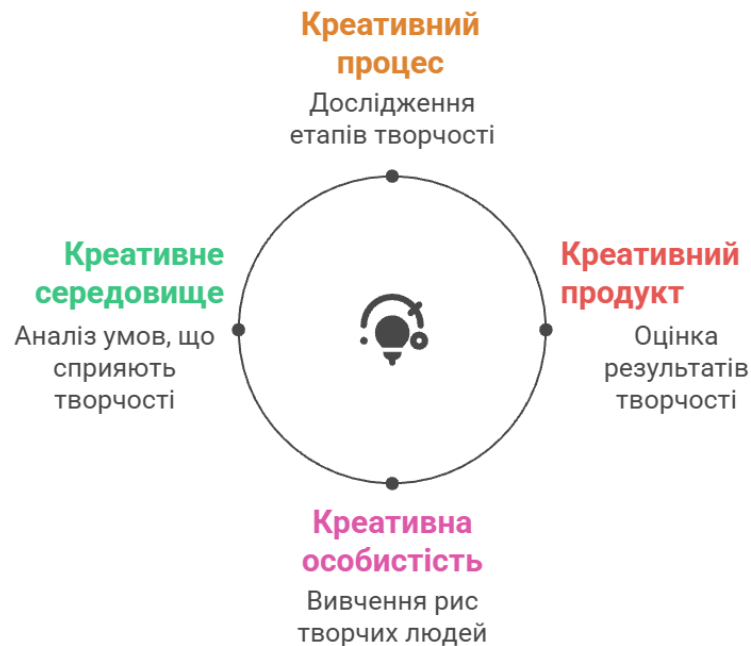 Креативний
процес
Дослідження
етапів творчості
Креативне
середовище
Аналіз умов, що
сприяють
творчості
Креативний
продукт
Оцінка
результатів
творчості
Креативна
особистість
Вивчення рис
творчих людей